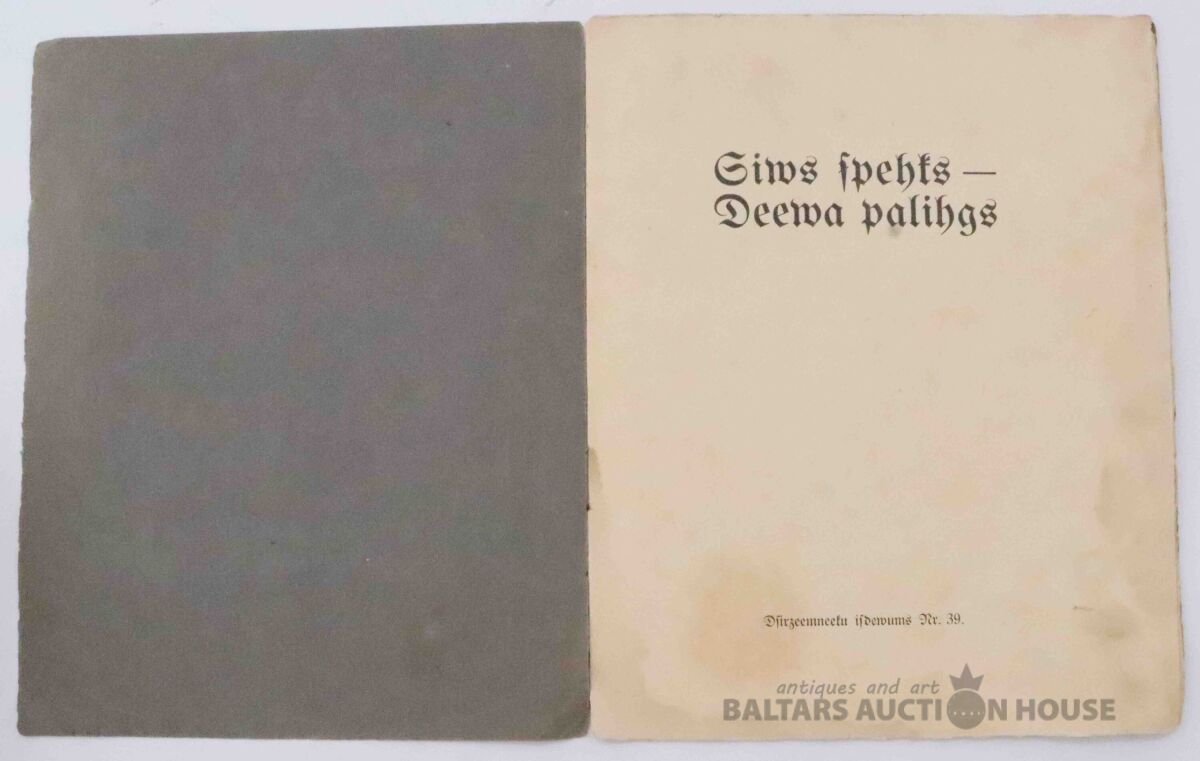 Siws ſpehks —
Deewa palihgs
Dſirzeemneeku iſdewums Nr. 39.
antiques and art
BALTARS AUCTION HOUSE